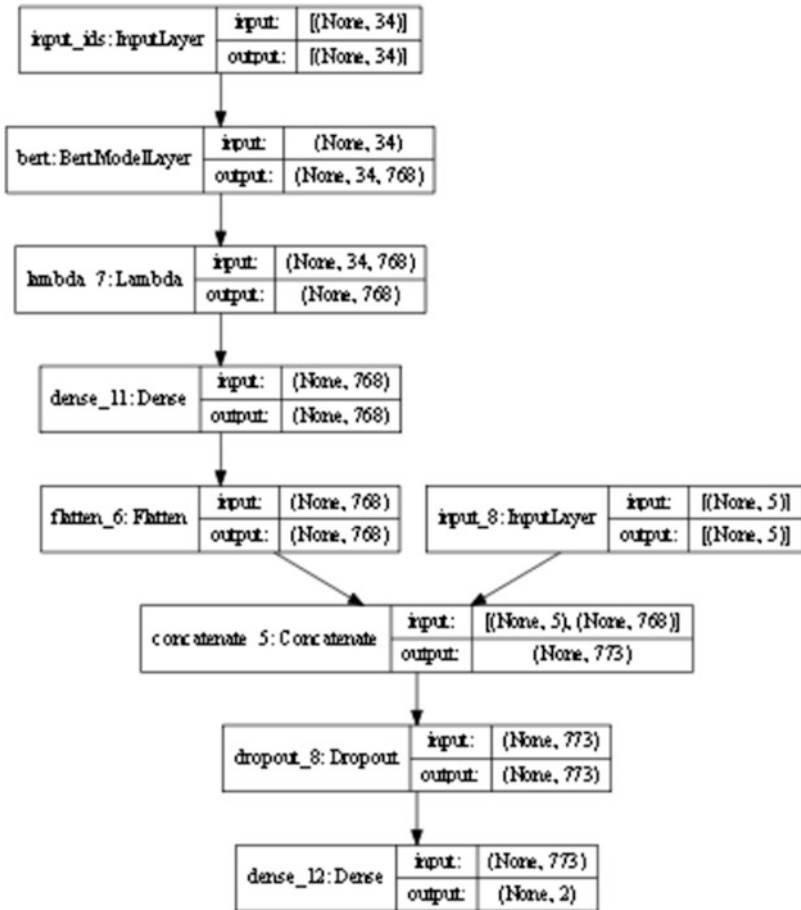 input_ids: InputLayer
input: [(None, 34)]
output: [(None, 34)]
bert: BertModelLayer
input: (None, 34)
output: (None, 34, 768)
lambda_7: Lambda
input: (None, 34, 768)
output: (None, 768)
dense_11: Dense
input: (None, 768)
output: (None, 768)
flatten_6: Flatten
input: (None, 768)
output: (None, 768)
input_8: InputLayer
input: [(None, 5)]
output: [(None, 5)]
concatenate_5: Concatenate
input: [(None, 5), (None, 768)]
output: (None, 773)
dropout_8: Dropout
input: (None, 773)
output: (None, 773)
dense_12: Dense
input: (None, 773)
output: (None, 2)